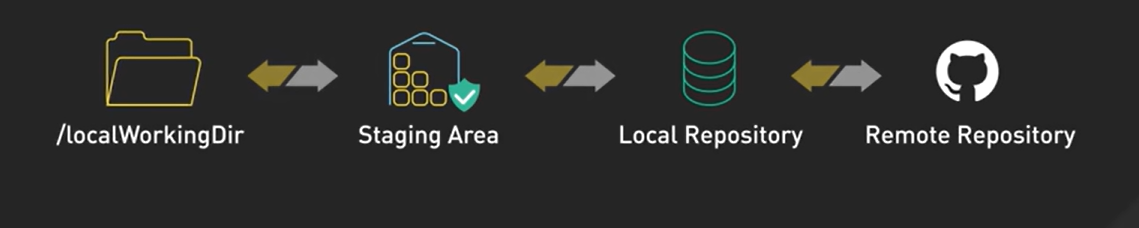 /localWorkingDir
Staging Area
Local Repository
Remote Repository